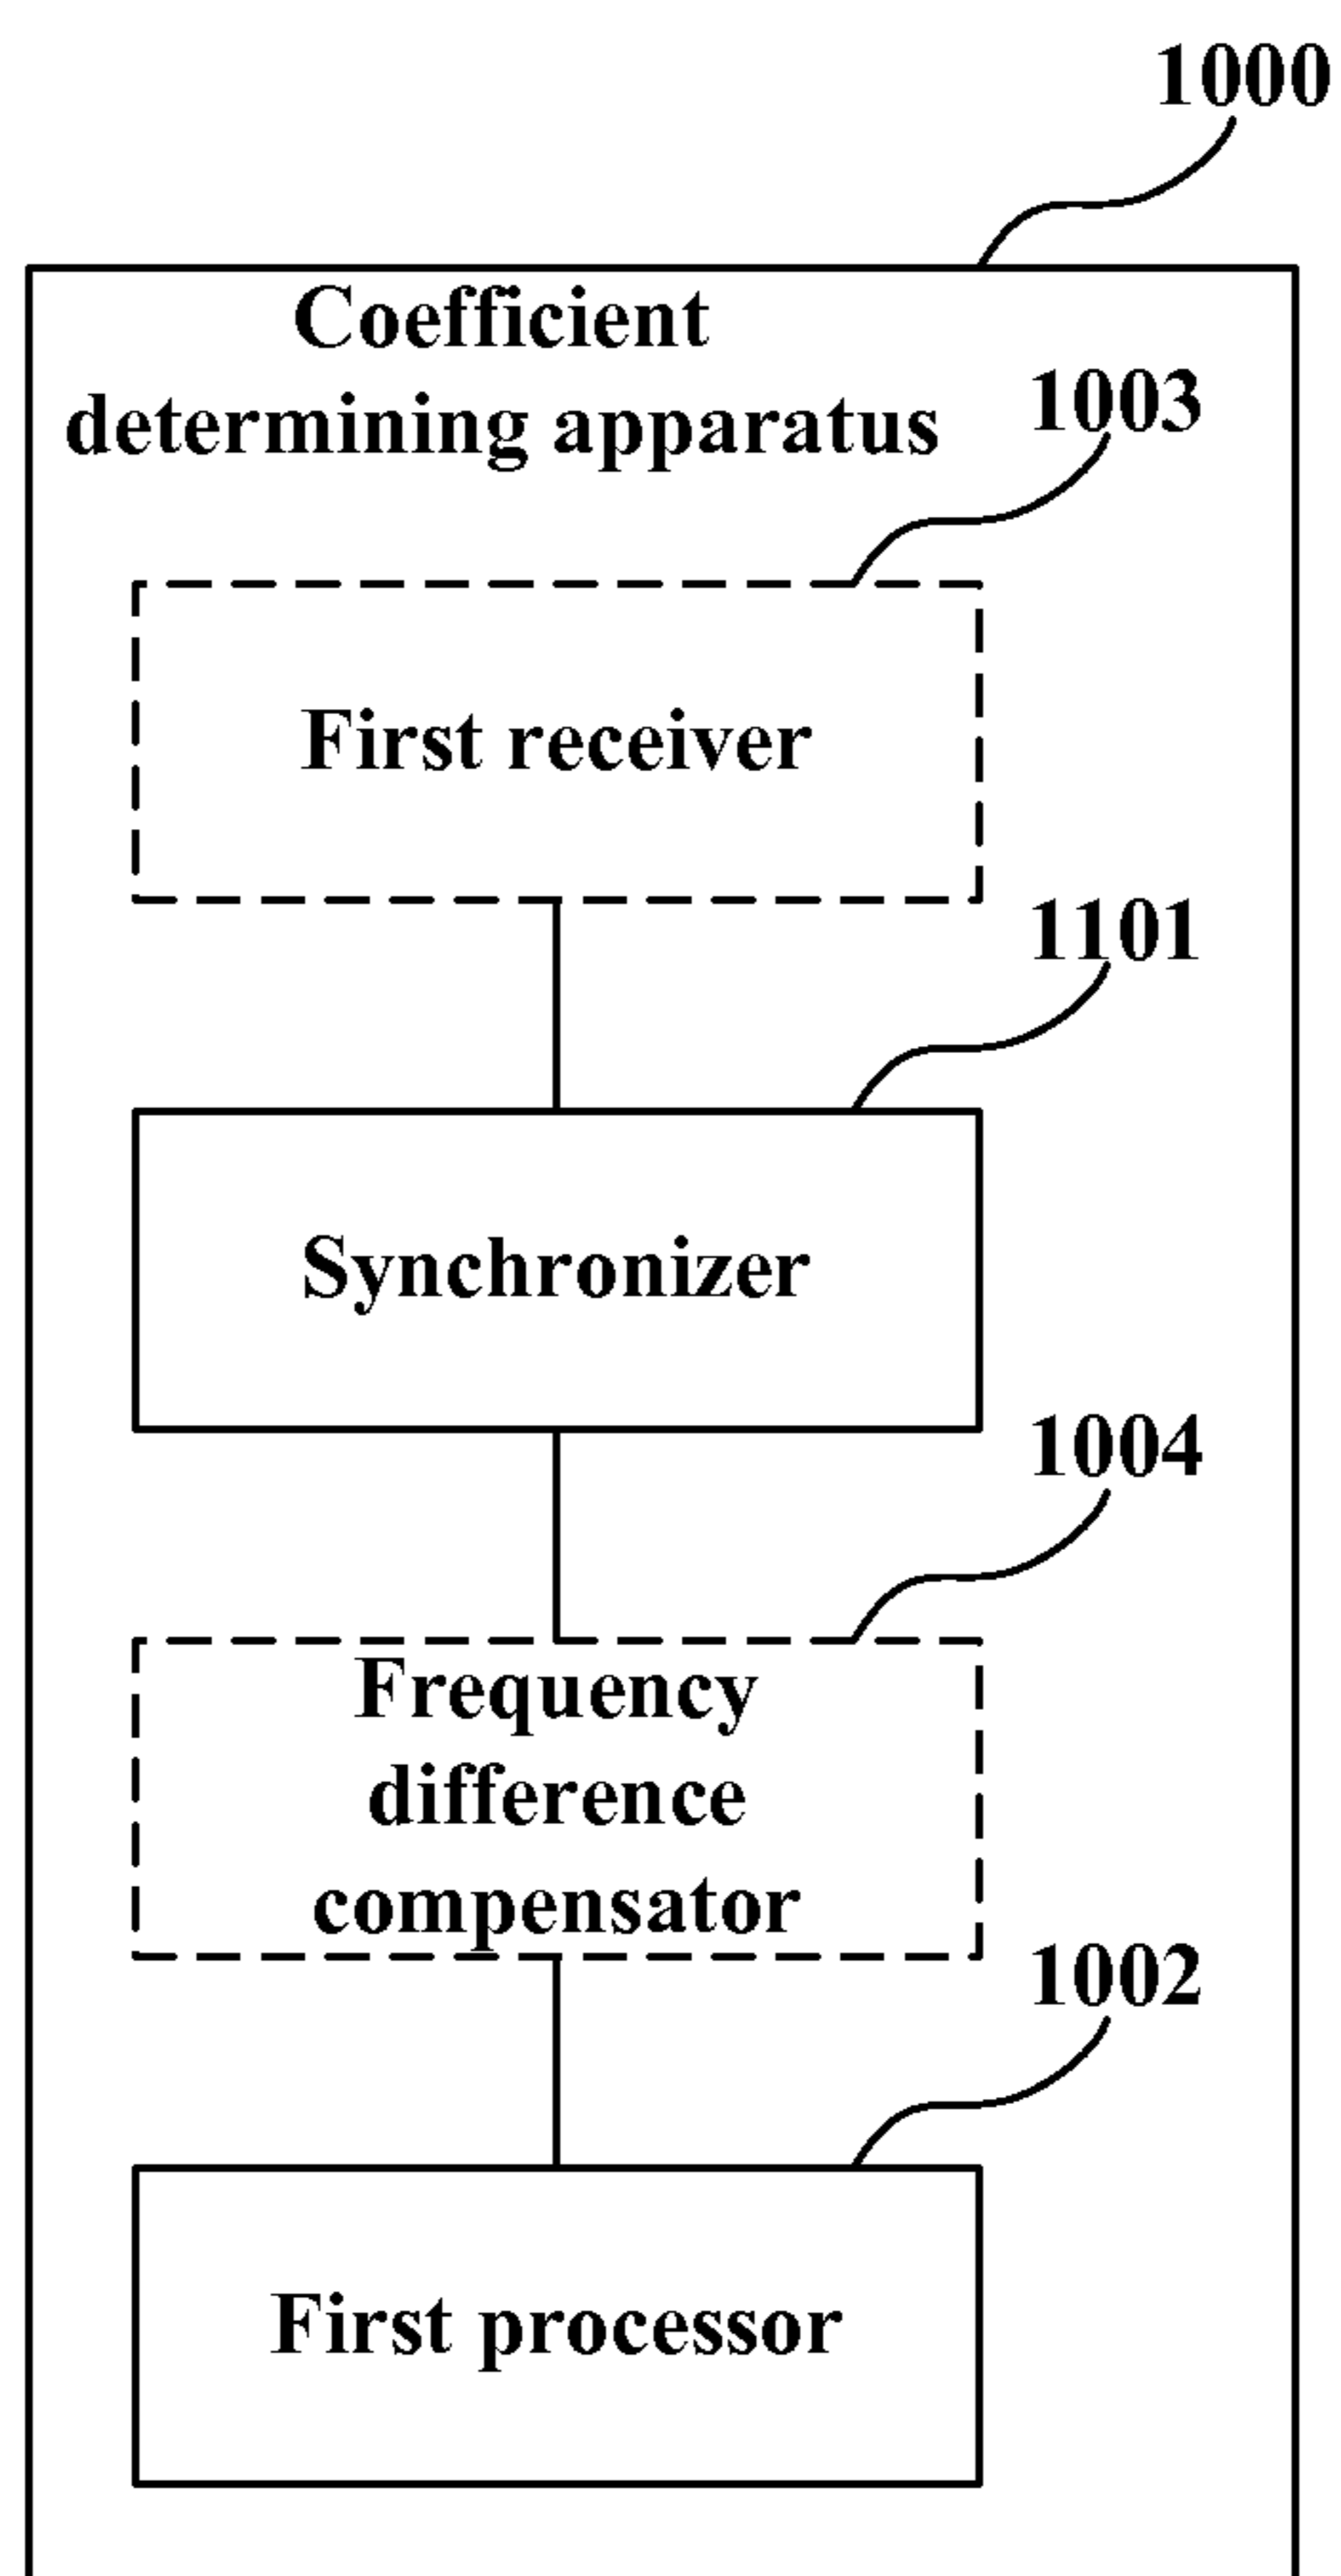 1000
Coefficient
determining apparatus
1003
First receiver
1101
Synchronizer
1004
Frequency
difference
compensator
1002
First processor